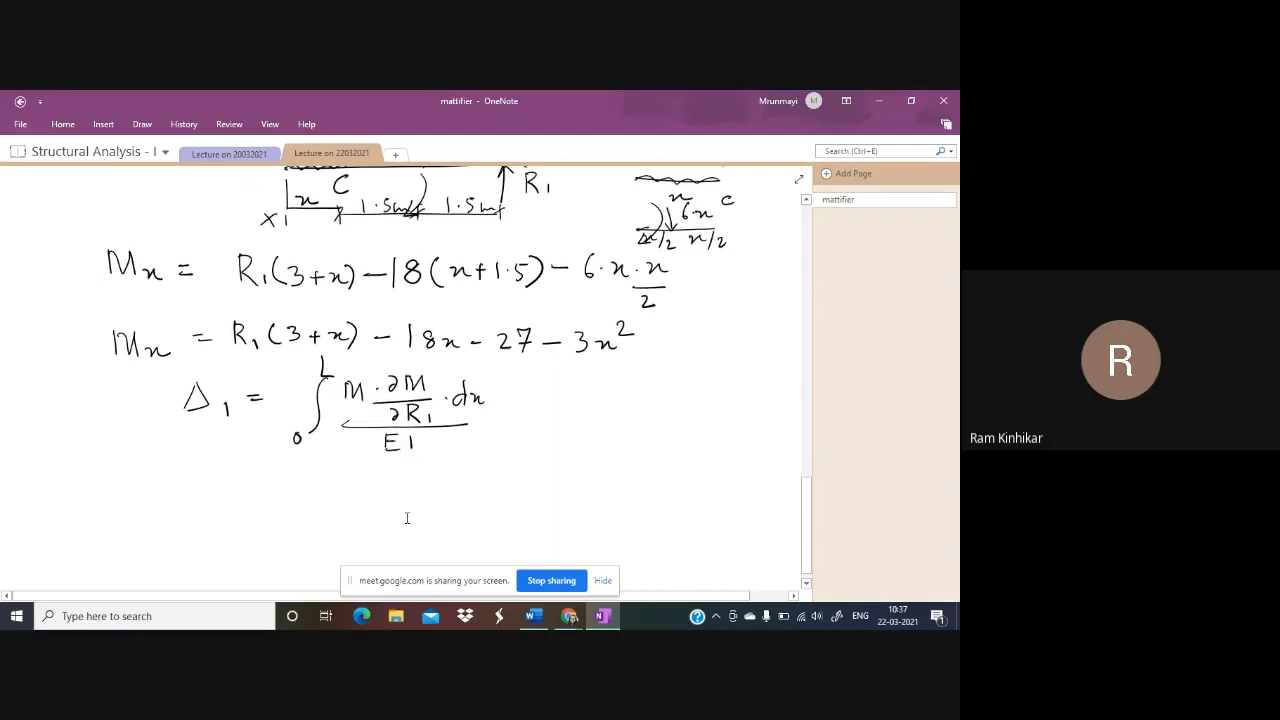 mattifier - OneNote
Mrunmayi M
File Home Insert Draw History Review View Help
Structural Analysis - I Lecture on 20032021 Lecture on 22032021 + Search (Ctrl+E)
Add Page
mattifier
R1
x C
1.5m 1.5m
x C
6·x
x/2 x/2
Mx = R1(3+x) - 18(x+1.5) - 6·x·x/2
Mx = R1(3+x) - 18x - 27 - 3x²
Δ1 = ∫₀ᴸ M·∂M/∂R1·dx / EI
R
Ram Kinhikar
meet.google.com is sharing your screen. Stop sharing Hide
Type here to search
ENG
10:37
22-03-2021